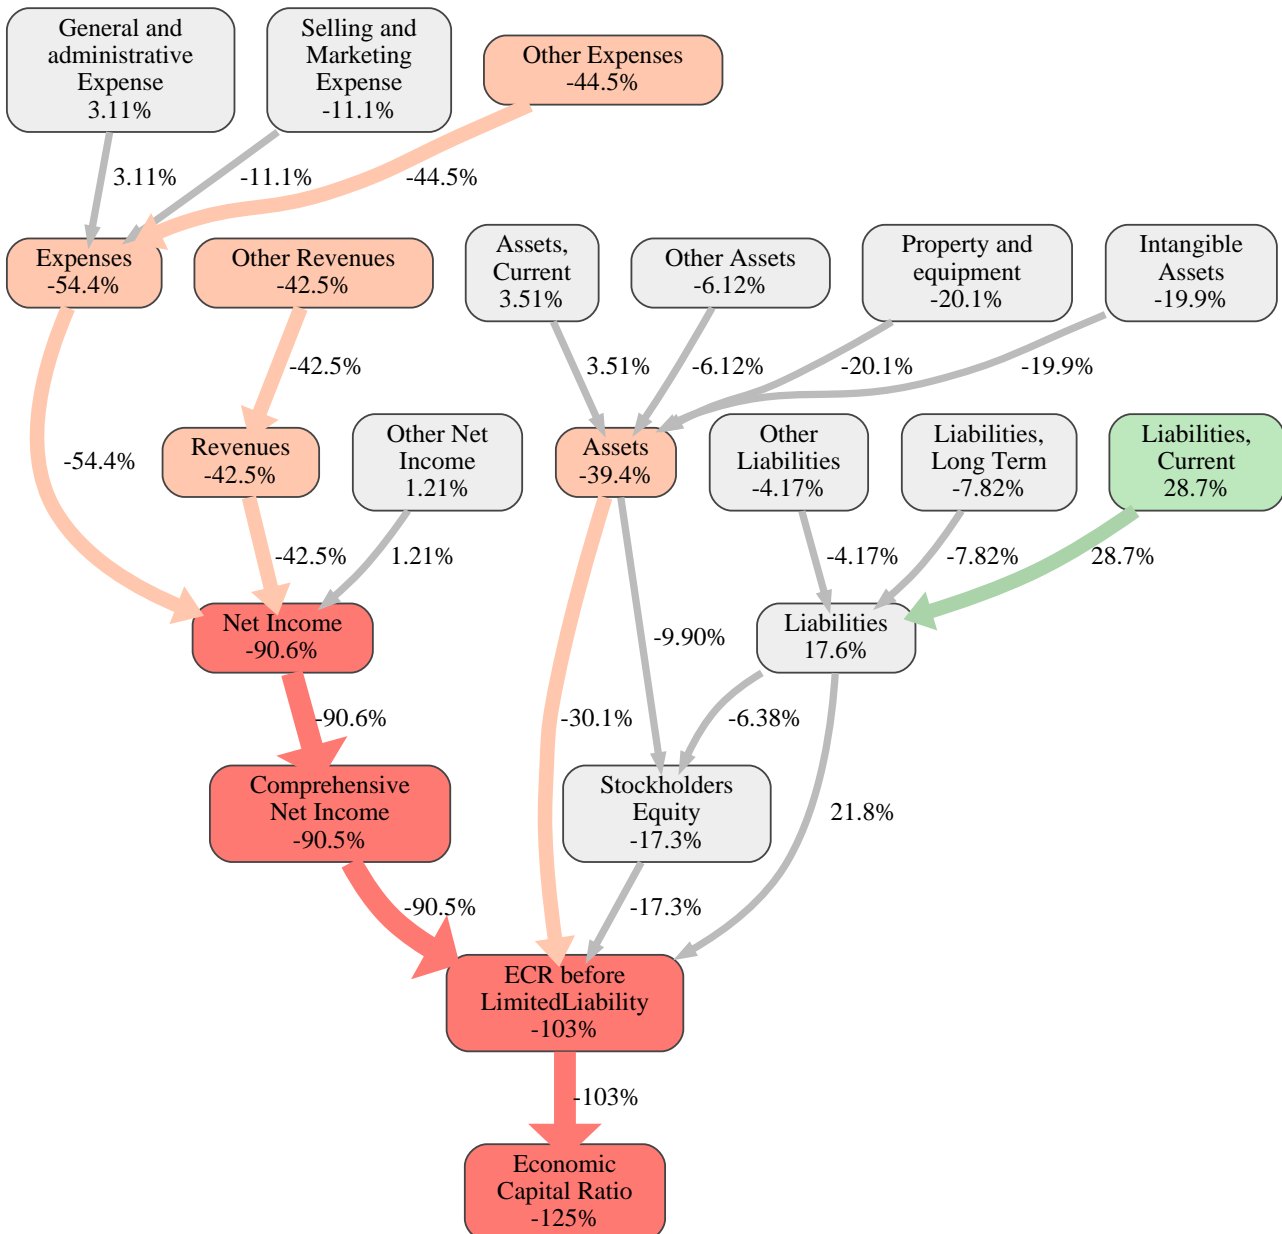 General and
administrative
Expense
3.11%
Selling and
Marketing
Expense
-11.1%
Other Expenses
-44.5%
3.11%
-11.1%
-44.5%
Expenses
-54.4%
Other Revenues
-42.5%
Assets,
Current
3.51%
Other Assets
-6.12%
Property and
equipment
-20.1%
Intangible
Assets
-19.9%
-42.5%
3.51%
-6.12%
-20.1%
-19.9%
-54.4%
Revenues
-42.5%
Other Net
Income
1.21%
Assets
-39.4%
Other
Liabilities
-4.17%
Liabilities,
Long Term
-7.82%
Liabilities,
Current
28.7%
-42.5%
1.21%
-4.17%
-7.82%
28.7%
Net Income
-90.6%
Liabilities
17.6%
-9.90%
-90.6%
-30.1%
-6.38%
Comprehensive
Net Income
-90.5%
Stockholders
Equity
-17.3%
21.8%
-90.5%
-17.3%
ECR before
LimitedLiability
-103%
-103%
Economic
Capital Ratio
-125%